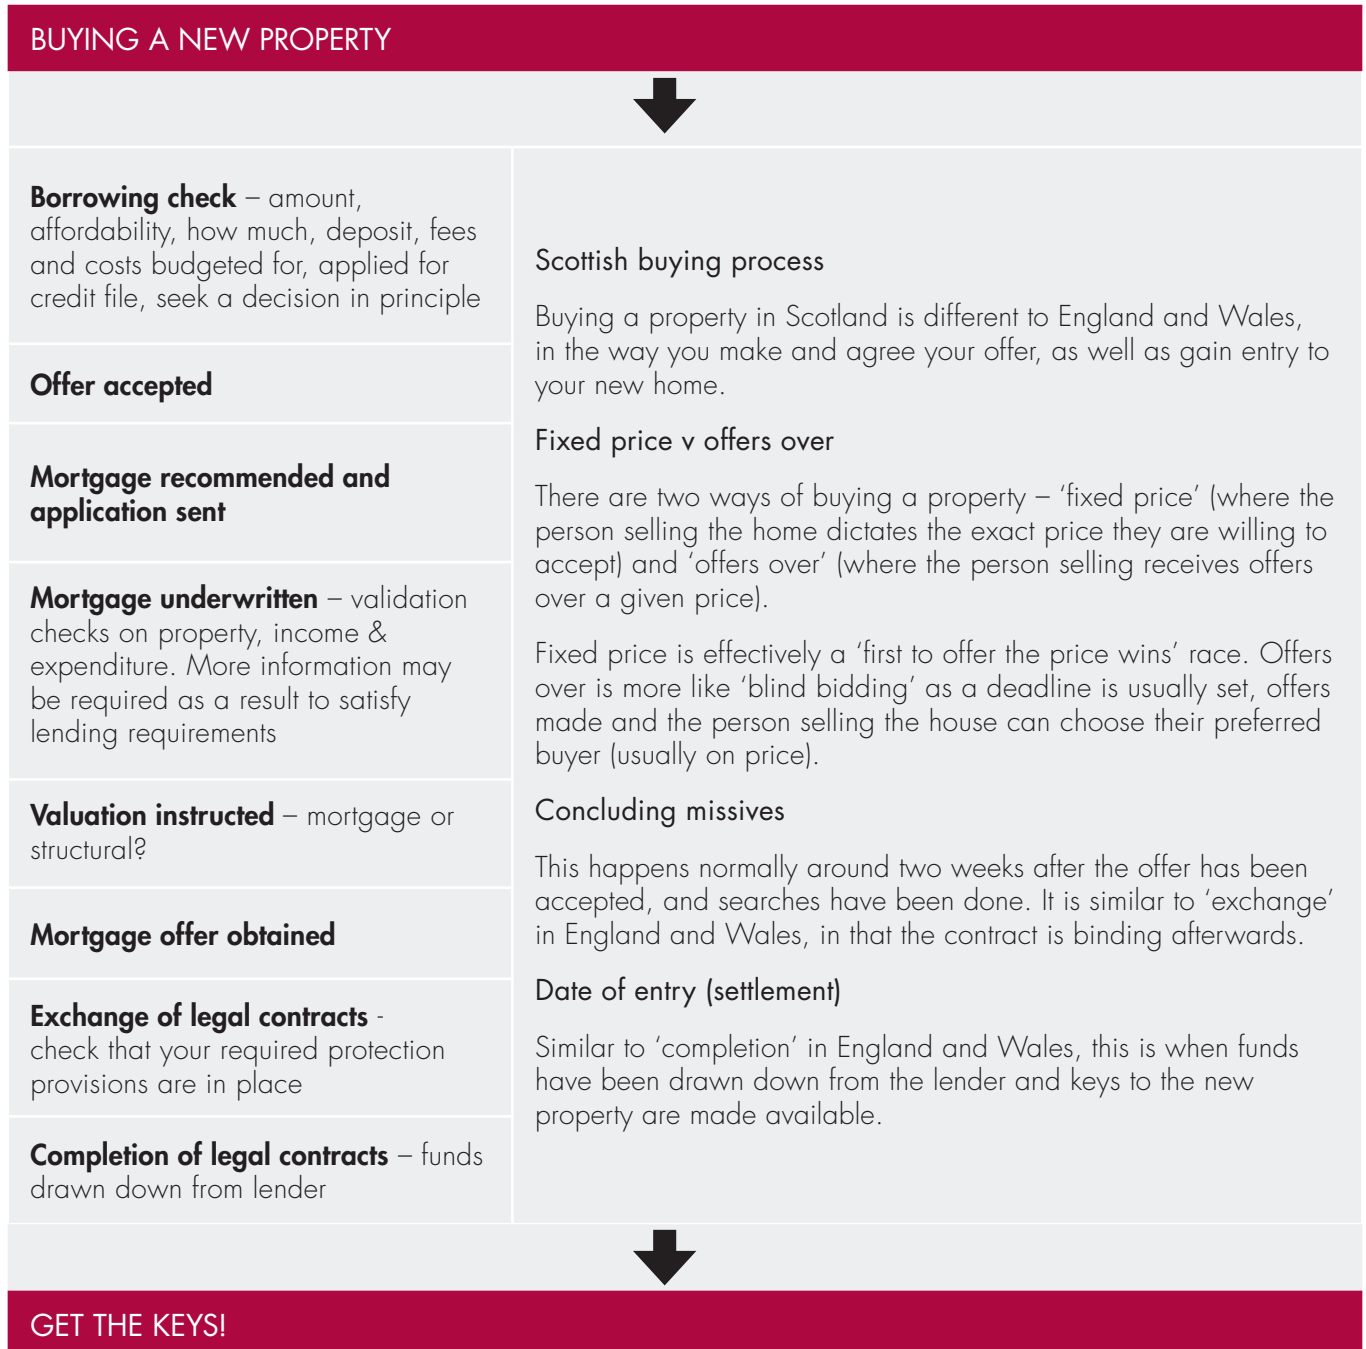 BUYING A NEW PROPERTY
Borrowing check – amount,
affordability, how much, deposit, fees
and costs budgeted for, applied for
credit file, seek a decision in principle
Offer accepted
Mortgage recommended and
application sent
Mortgage underwritten – validation
checks on property, income &
expenditure. More information may
be required as a result to satisfy
lending requirements
Valuation instructed – mortgage or
structural?
Mortgage offer obtained
Exchange of legal contracts -
check that your required protection
provisions are in place
Completion of legal contracts – funds
drawn down from lender
Scottish buying process
Buying a property in Scotland is different to England and Wales,
in the way you make and agree your offer, as well as gain entry to
your new home.
Fixed price v offers over
There are two ways of buying a property – ‘fixed price’ (where the
person selling the home dictates the exact price they are willing to
accept) and ‘offers over’ (where the person selling receives offers
over a given price).
Fixed price is effectively a ‘first to offer the price wins’ race. Offers
over is more like ‘blind bidding’ as a deadline is usually set, offers
made and the person selling the house can choose their preferred
buyer (usually on price).
Concluding missives
This happens normally around two weeks after the offer has been
accepted, and searches have been done. It is similar to ‘exchange’
in England and Wales, in that the contract is binding afterwards.
Date of entry (settlement)
Similar to ‘completion’ in England and Wales, this is when funds
have been drawn down from the lender and keys to the new
property are made available.
GET THE KEYS!